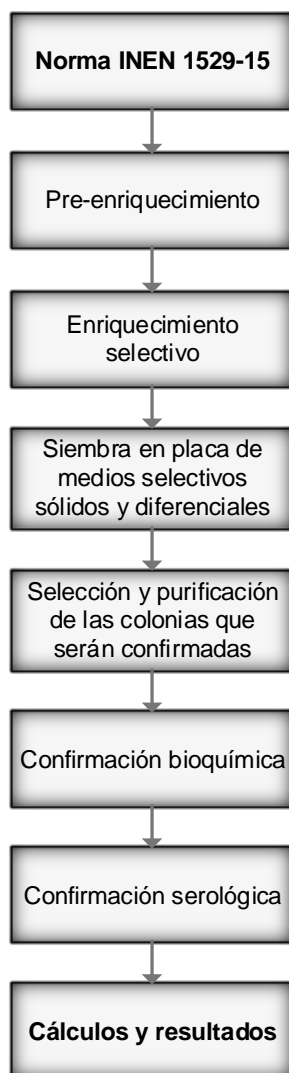 Norma INEN 1529-15
Pre-enriquecimiento
Enriquecimiento
selectivo
Siembra en placa de
medios selectivos
sólidos y diferenciales
Selección y purificación
de las colonias que
serán confirmadas
Confirmación bioquímica
Confirmación serológica
Cálculos y resultados